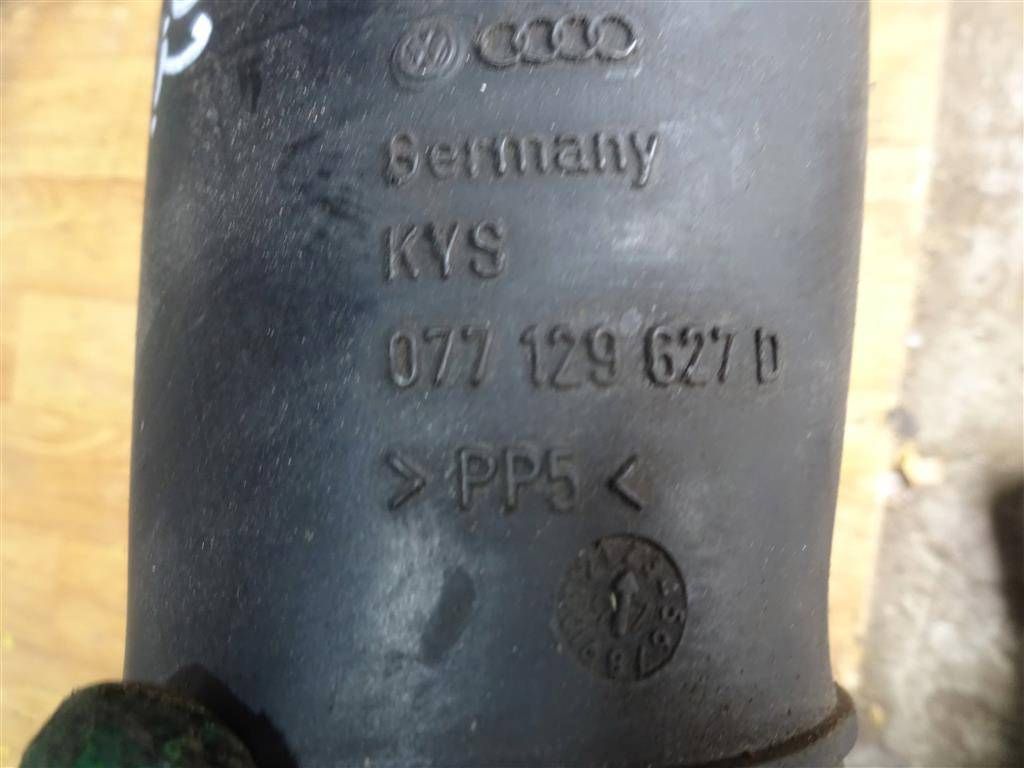 Germany
KYS
077 129 627 D
> PP5 <